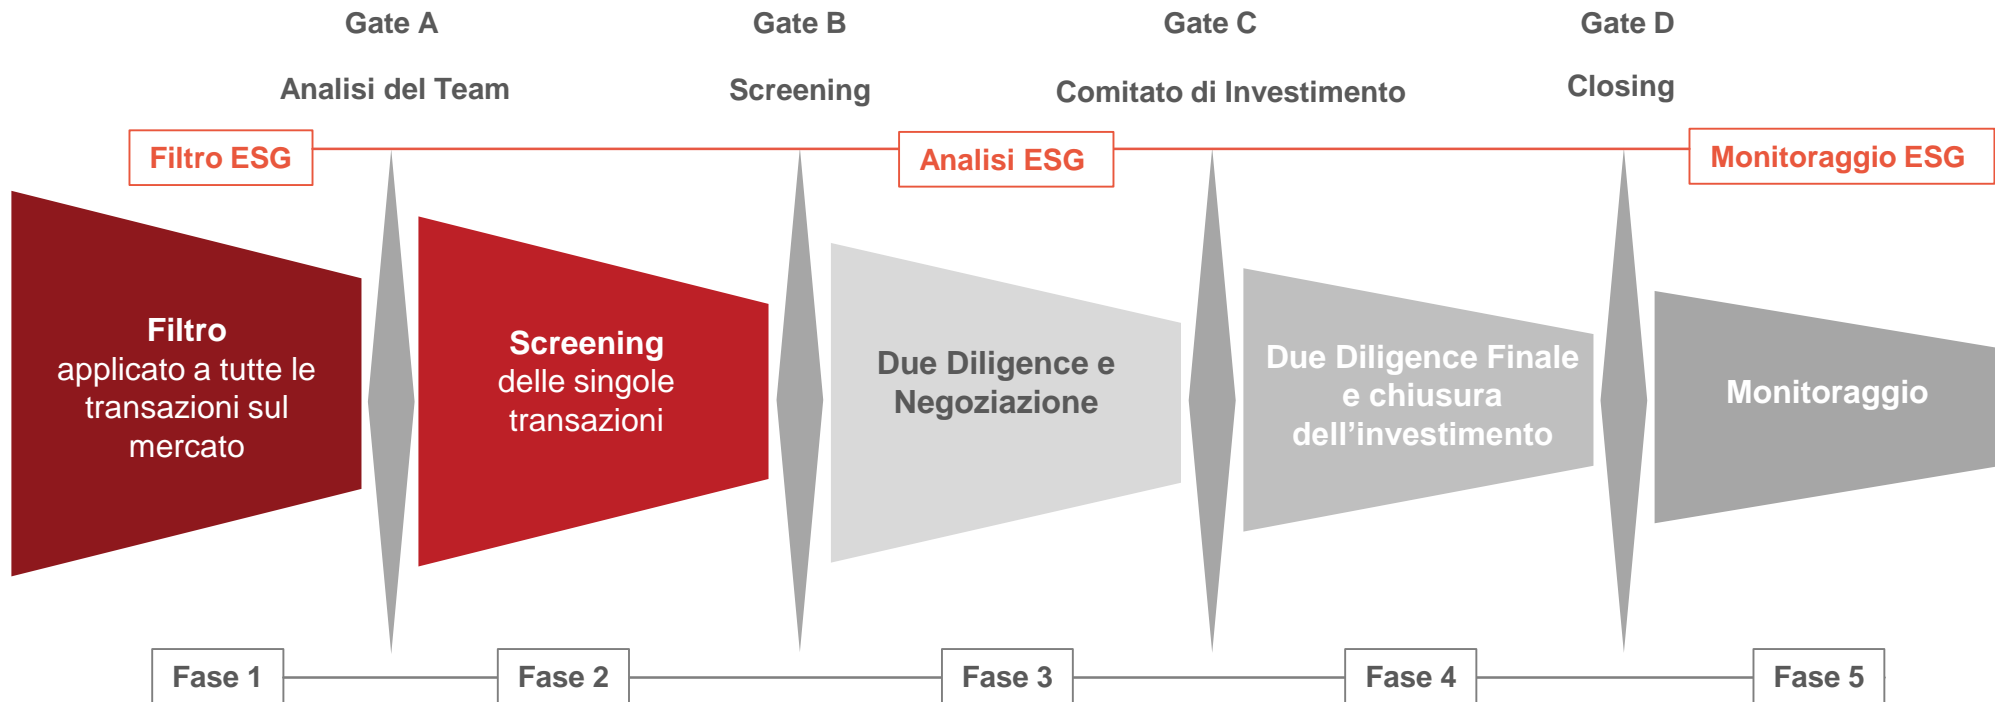 Gate A
Gate B
Gate C
Gate D
Analisi del Team
Screening
Comitato di Investimento
Closing
Filtro ESG
Analisi ESG
Monitoraggio ESG
Filtro
applicato a tutte le
transazioni sul
mercato
Screening
delle singole
transazioni
Due Diligence e
Negoziazione
Due Diligence Finale
e chiusura
dell’investimento
Monitoraggio
Fase 1
Fase 2
Fase 3
Fase 4
Fase 5